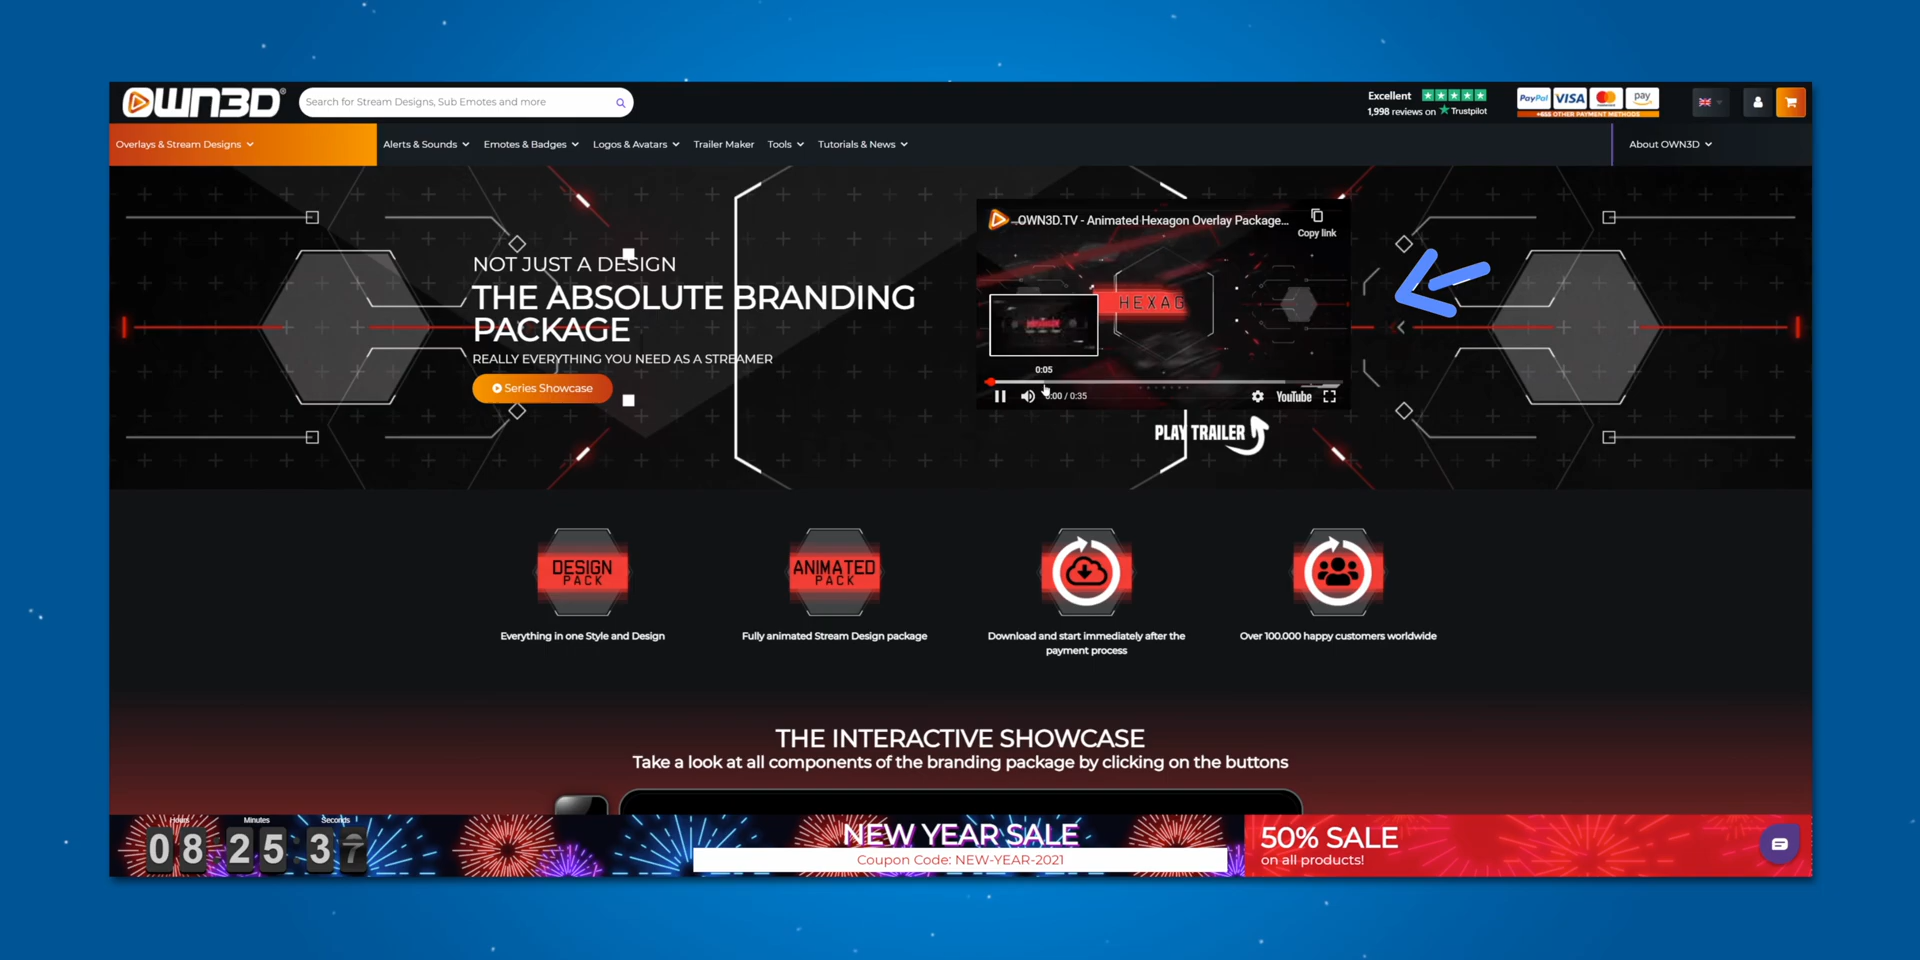 OWN3D®
Search for Stream Designs, Sub Emotes and more
Excellent
1,998 reviews on Trustpilot
PayPal VISA mastercard pay
+655 OTHER PAYMENT METHODS
Overlays & Stream Designs
Alerts & Sounds
Emotes & Badges
Logos & Avatars
Trailer Maker
Tools
Tutorials & News
About OWN3D
NOT JUST A DESIGN
THE ABSOLUTE BRANDING
PACKAGE
REALLY EVERYTHING YOU NEED AS A STREAMER
Series Showcase
OWN3D.TV - Animated Hexagon Overlay Package...
Copy link
HEXAG
0:05
0:00 / 0:35
YouTube
PLAY TRAILER
DESIGN
PACK
ANIMATED
PACK
Everything in one Style and Design
Fully animated Stream Design package
Download and start immediately after the
payment process
Over 100.000 happy customers worldwide
THE INTERACTIVE SHOWCASE
Take a look at all components of the branding package by clicking on the buttons
Hours
Minutes
Seconds
08 25 37
NEW YEAR SALE
Coupon Code: NEW-YEAR-2021
50% SALE
on all products!